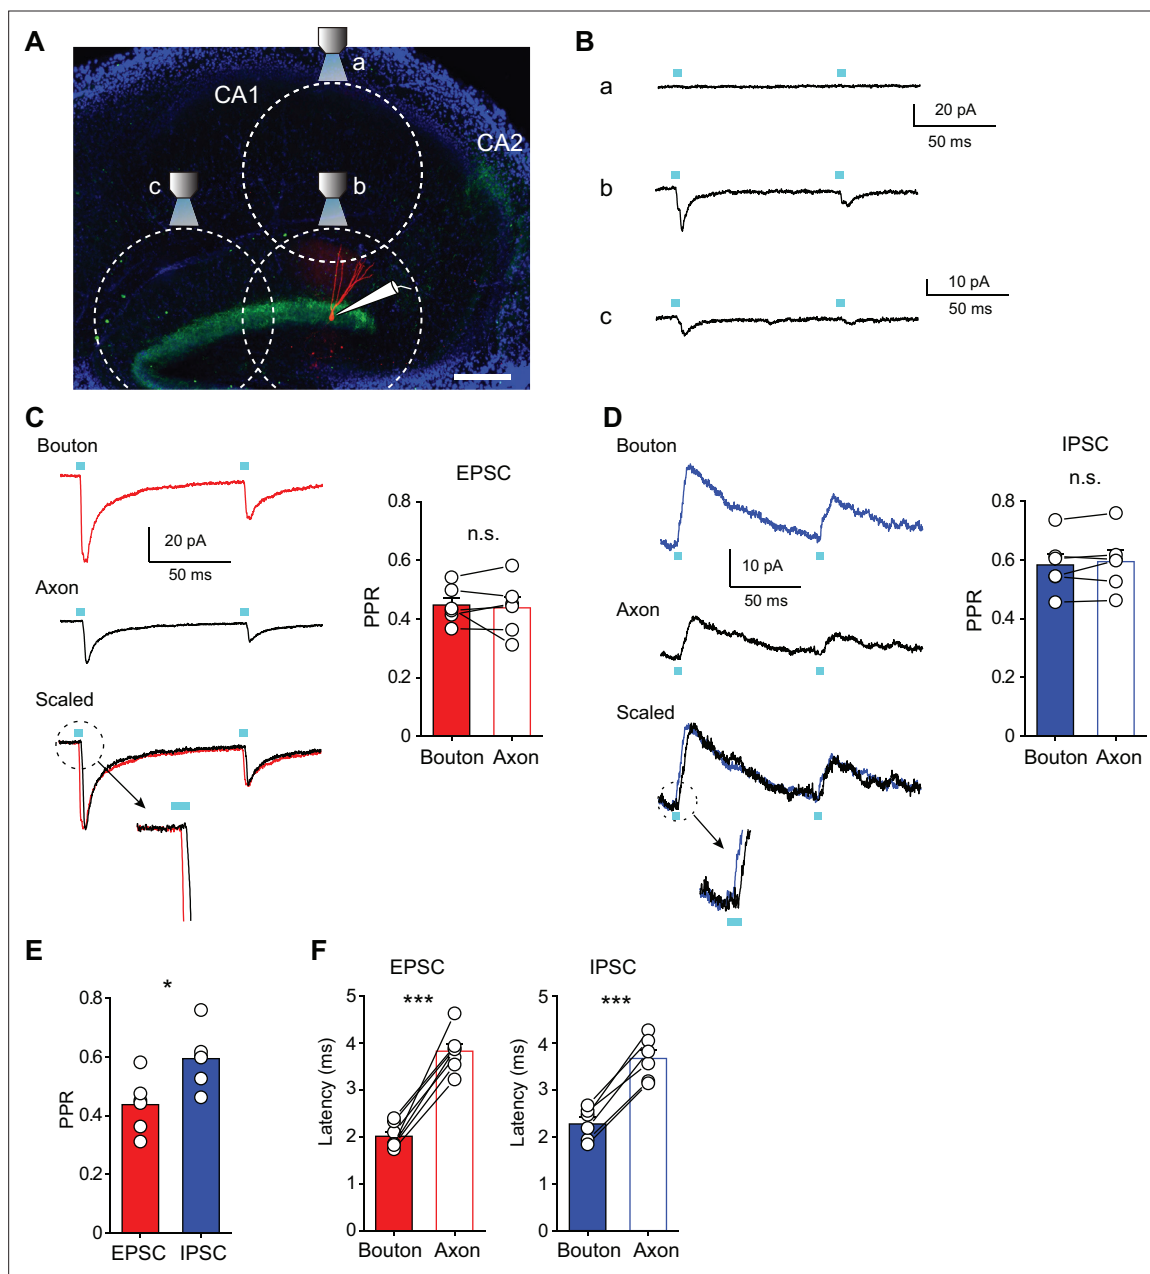 A
a
CA1
CA2
c
b
B
a
20 pA
50 ms
b
10 pA
50 ms
c
C
Bouton
20 pA
50 ms
Axon
Scaled
EPSC
n.s.
PPR
0.8
0.6
0.4
0.2
0
Bouton Axon
D
Bouton
10 pA
50 ms
Axon
Scaled
IPSC
n.s.
PPR
0.8
0.6
0.4
0.2
0
Bouton Axon
E
*
PPR
0.8
0.6
0.4
0.2
0
EPSC IPSC
F
EPSC
***
Latency (ms)
5
4
3
2
1
0
Bouton Axon
IPSC
***
Latency (ms)
5
4
3
2
1
0
Bouton Axon